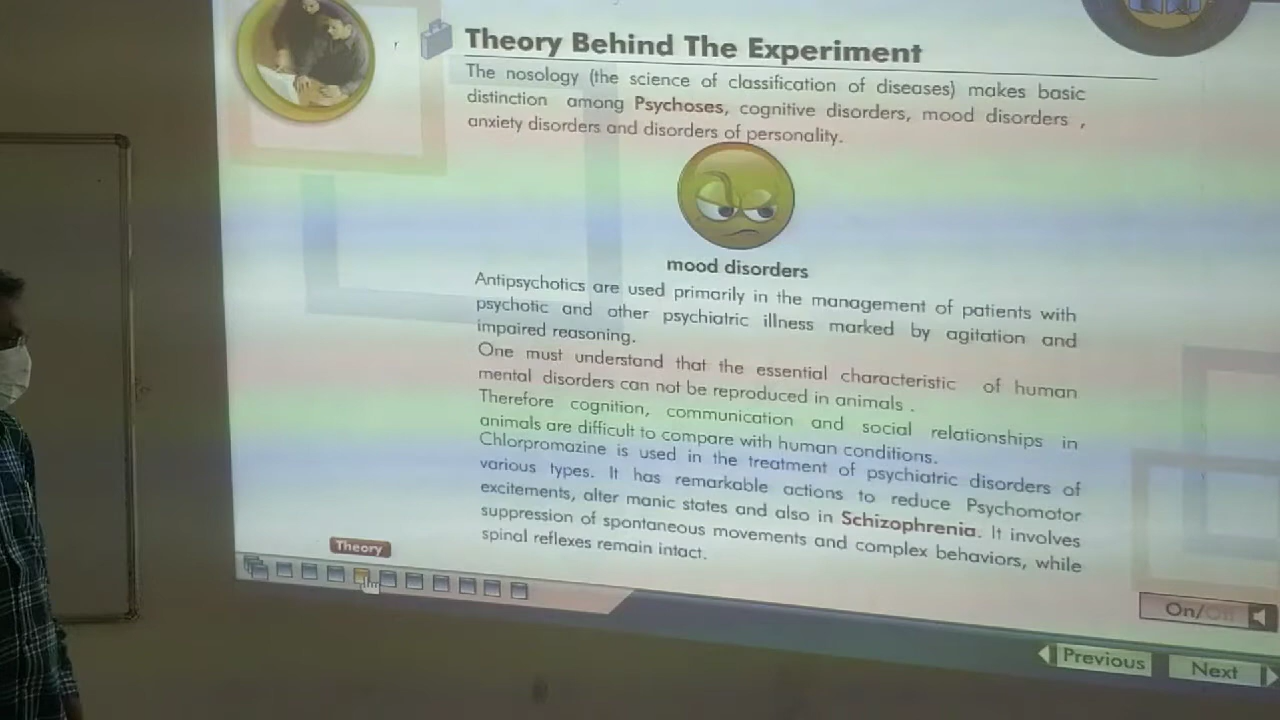 Theory Behind The Experiment
The nosology (the science of classification of diseases) makes basic
distinction among Psychoses, cognitive disorders, mood disorders ,
anxiety disorders and disorders of personality.
mood disorders
Antipsychotics are used primarily in the management of patients with
psychotic and other psychiatric illness marked by agitation and
impaired reasoning.
One must understand that the essential characteristic of human
mental disorders can not be reproduced in animals .
Therefore cognition, communication and social relationships in
animals are difficult to compare with human conditions.
Chlorpromazine is used in the treatment of psychiatric disorders of
various types. It has remarkable actions to reduce Psychomotor
excitements, alter manic states and also in Schizophrenia. It involves
suppression of spontaneous movements and complex behaviors, while
spinal reflexes remain intact.
Theory
On/Off
Previous
Next